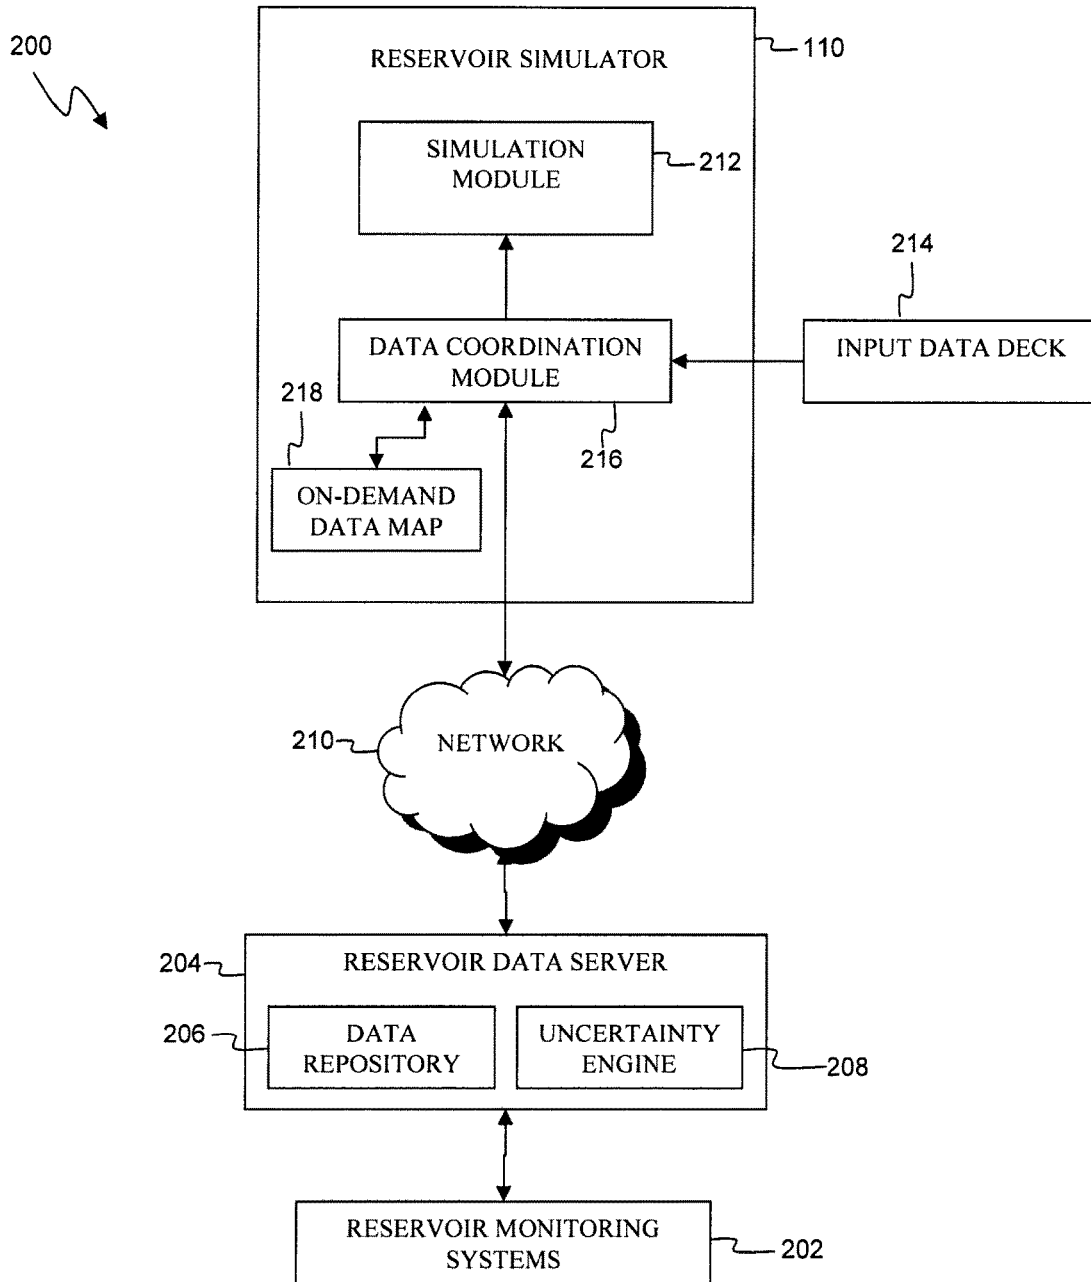 200
RESERVOIR SIMULATOR
110
SIMULATION
MODULE
212
214
DATA COORDINATION
MODULE
INPUT DATA DECK
218
216
ON-DEMAND
DATA MAP
210
NETWORK
204
RESERVOIR DATA SERVER
206
DATA
REPOSITORY
UNCERTAINTY
ENGINE
208
RESERVOIR MONITORING
SYSTEMS
202